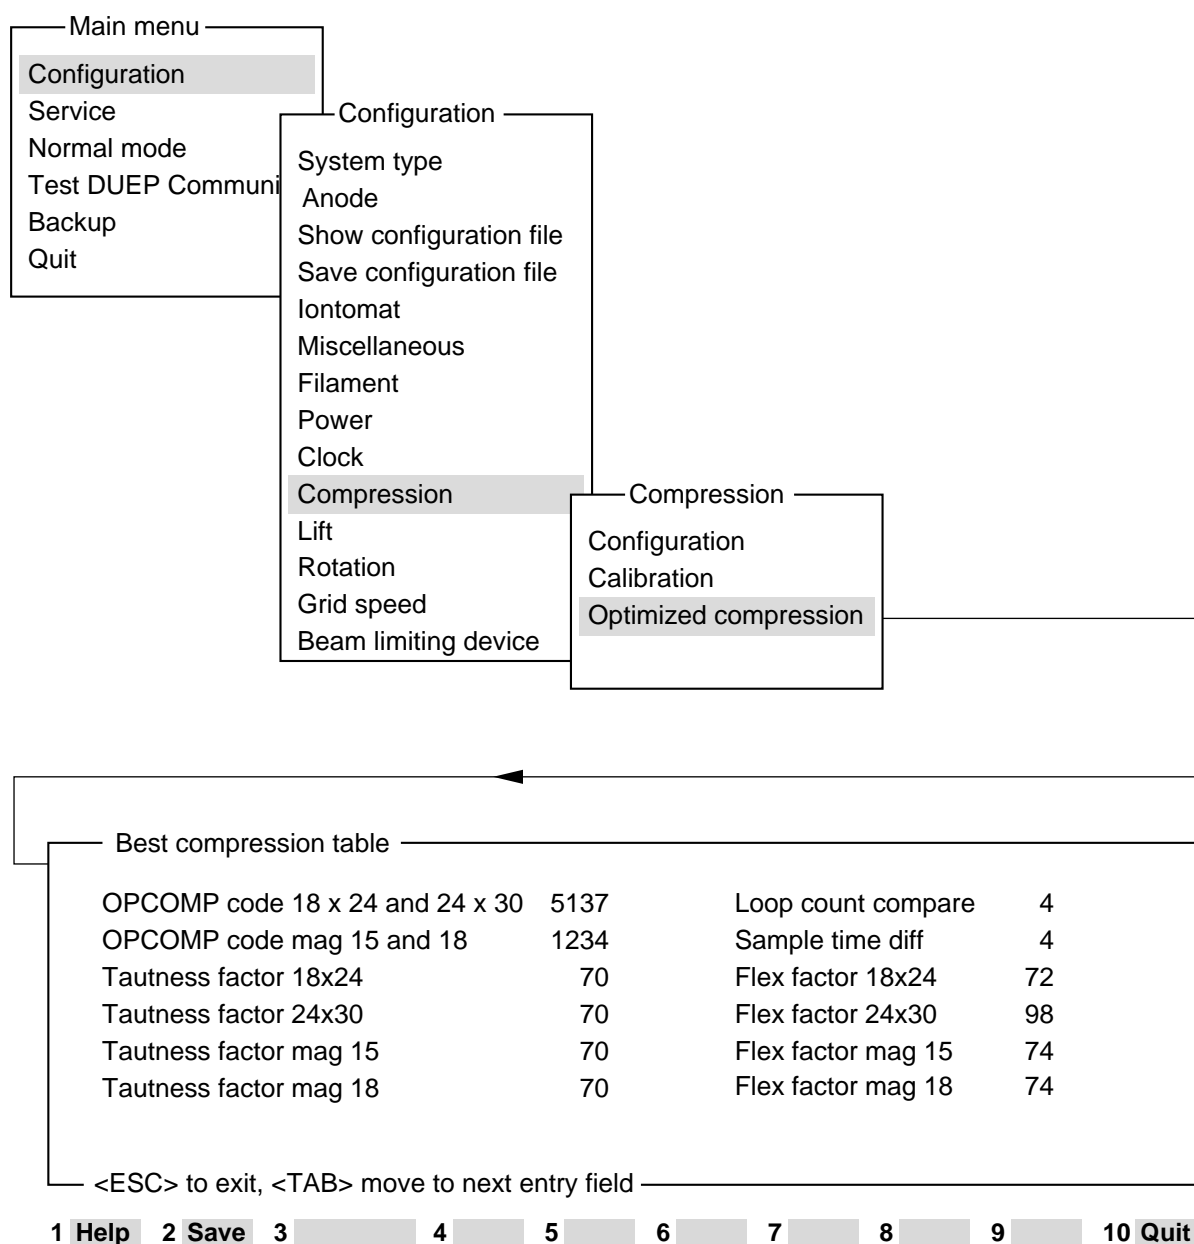 Main menu
Configuration
Service
Normal mode
Test DUEP Communi
Backup
Quit
Configuration
System type
Anode
Show configuration file
Save configuration file
Iontomat
Miscellaneous
Filament
Power
Clock
Compression
Lift
Rotation
Grid speed
Beam limiting device
Compression
Configuration
Calibration
Optimized compression
Best compression table
OPCOMP code 18 x 24 and 24 x 30 5137 Loop count compare 4
OPCOMP code mag 15 and 18 1234 Sample time diff 4
Tautness factor 18x24 70 Flex factor 18x24 72
Tautness factor 24x30 70 Flex factor 24x30 98
Tautness factor mag 15 70 Flex factor mag 15 74
Tautness factor mag 18 70 Flex factor mag 18 74
<ESC> to exit, <TAB> move to next entry field
1 Help 2 Save 3 4 5 6 7 8 9 10 Quit